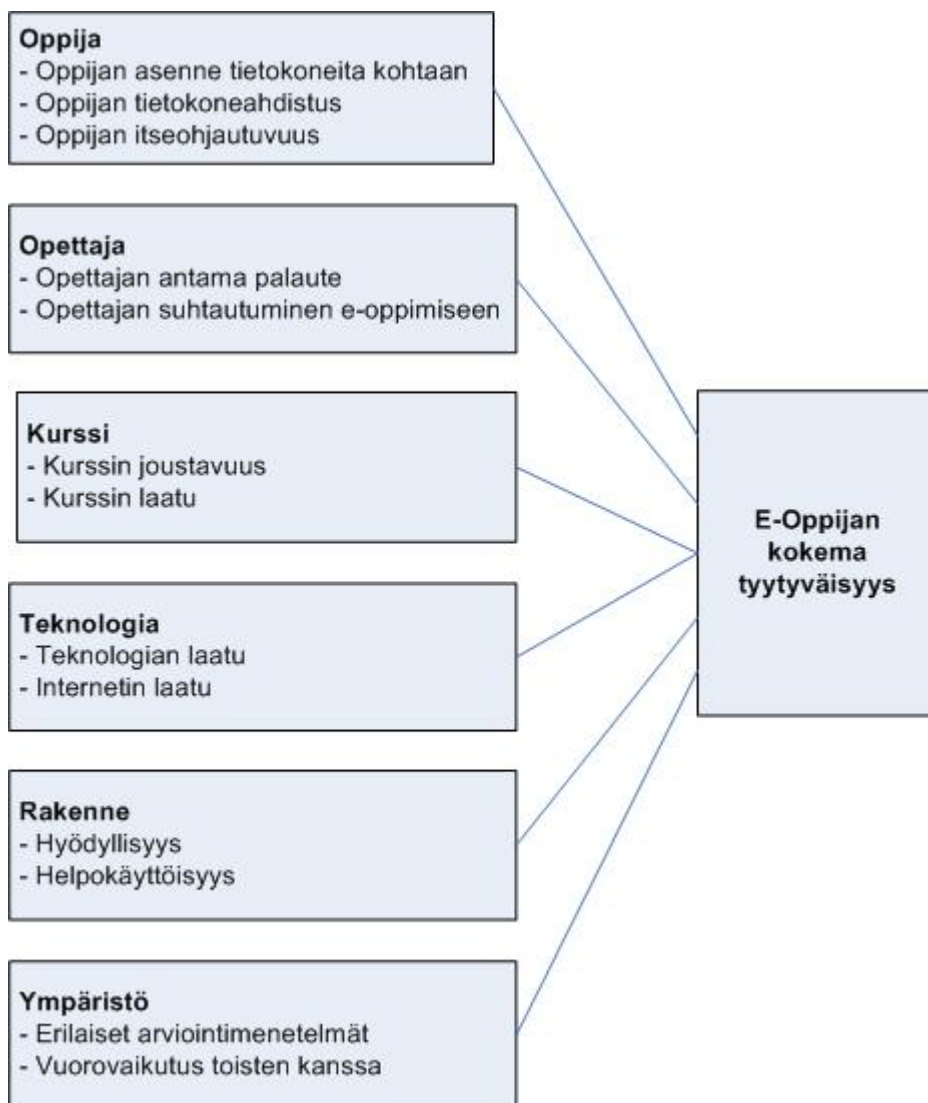 Oppija
- Oppijan asenne tietokoneita kohtaan
- Oppijan tietokoneahdistus
- Oppijan itseohjautuvuus
Opettaja
- Opettajan antama palaute
- Opettajan suhtautuminen e-oppimiseen
Kurssi
- Kurssin joustavuus
- Kurssin laatu
Teknologia
- Teknologian laatu
- Internetin laatu
Rakenne
- Hyödyllisyys
- Helpokäyttöisyys
Ympäristö
- Erilaiset arviointimenetelmät
- Vuorovaikutus toisten kanssa
E-Oppijan
kokema
tyytyväisyys